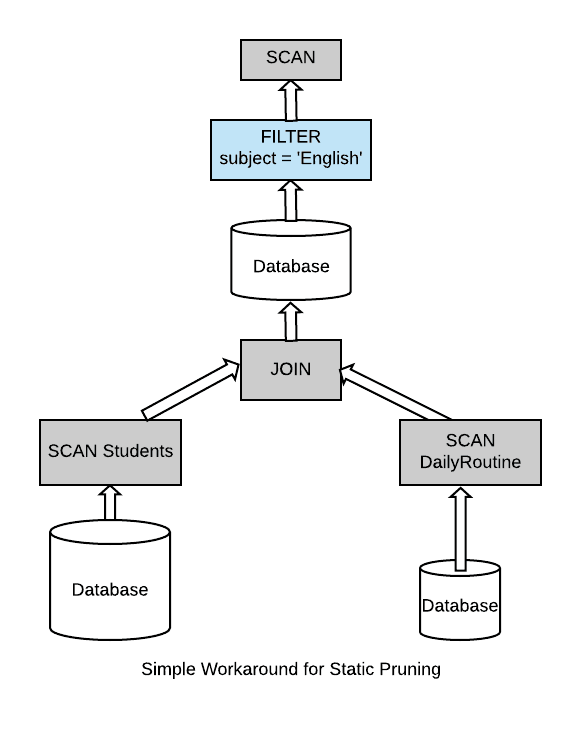 SCAN
FILTER
subject = 'English'
Database
JOIN
SCAN Students
SCAN
DailyRoutine
Database
Database
Simple Workaround for Static Pruning